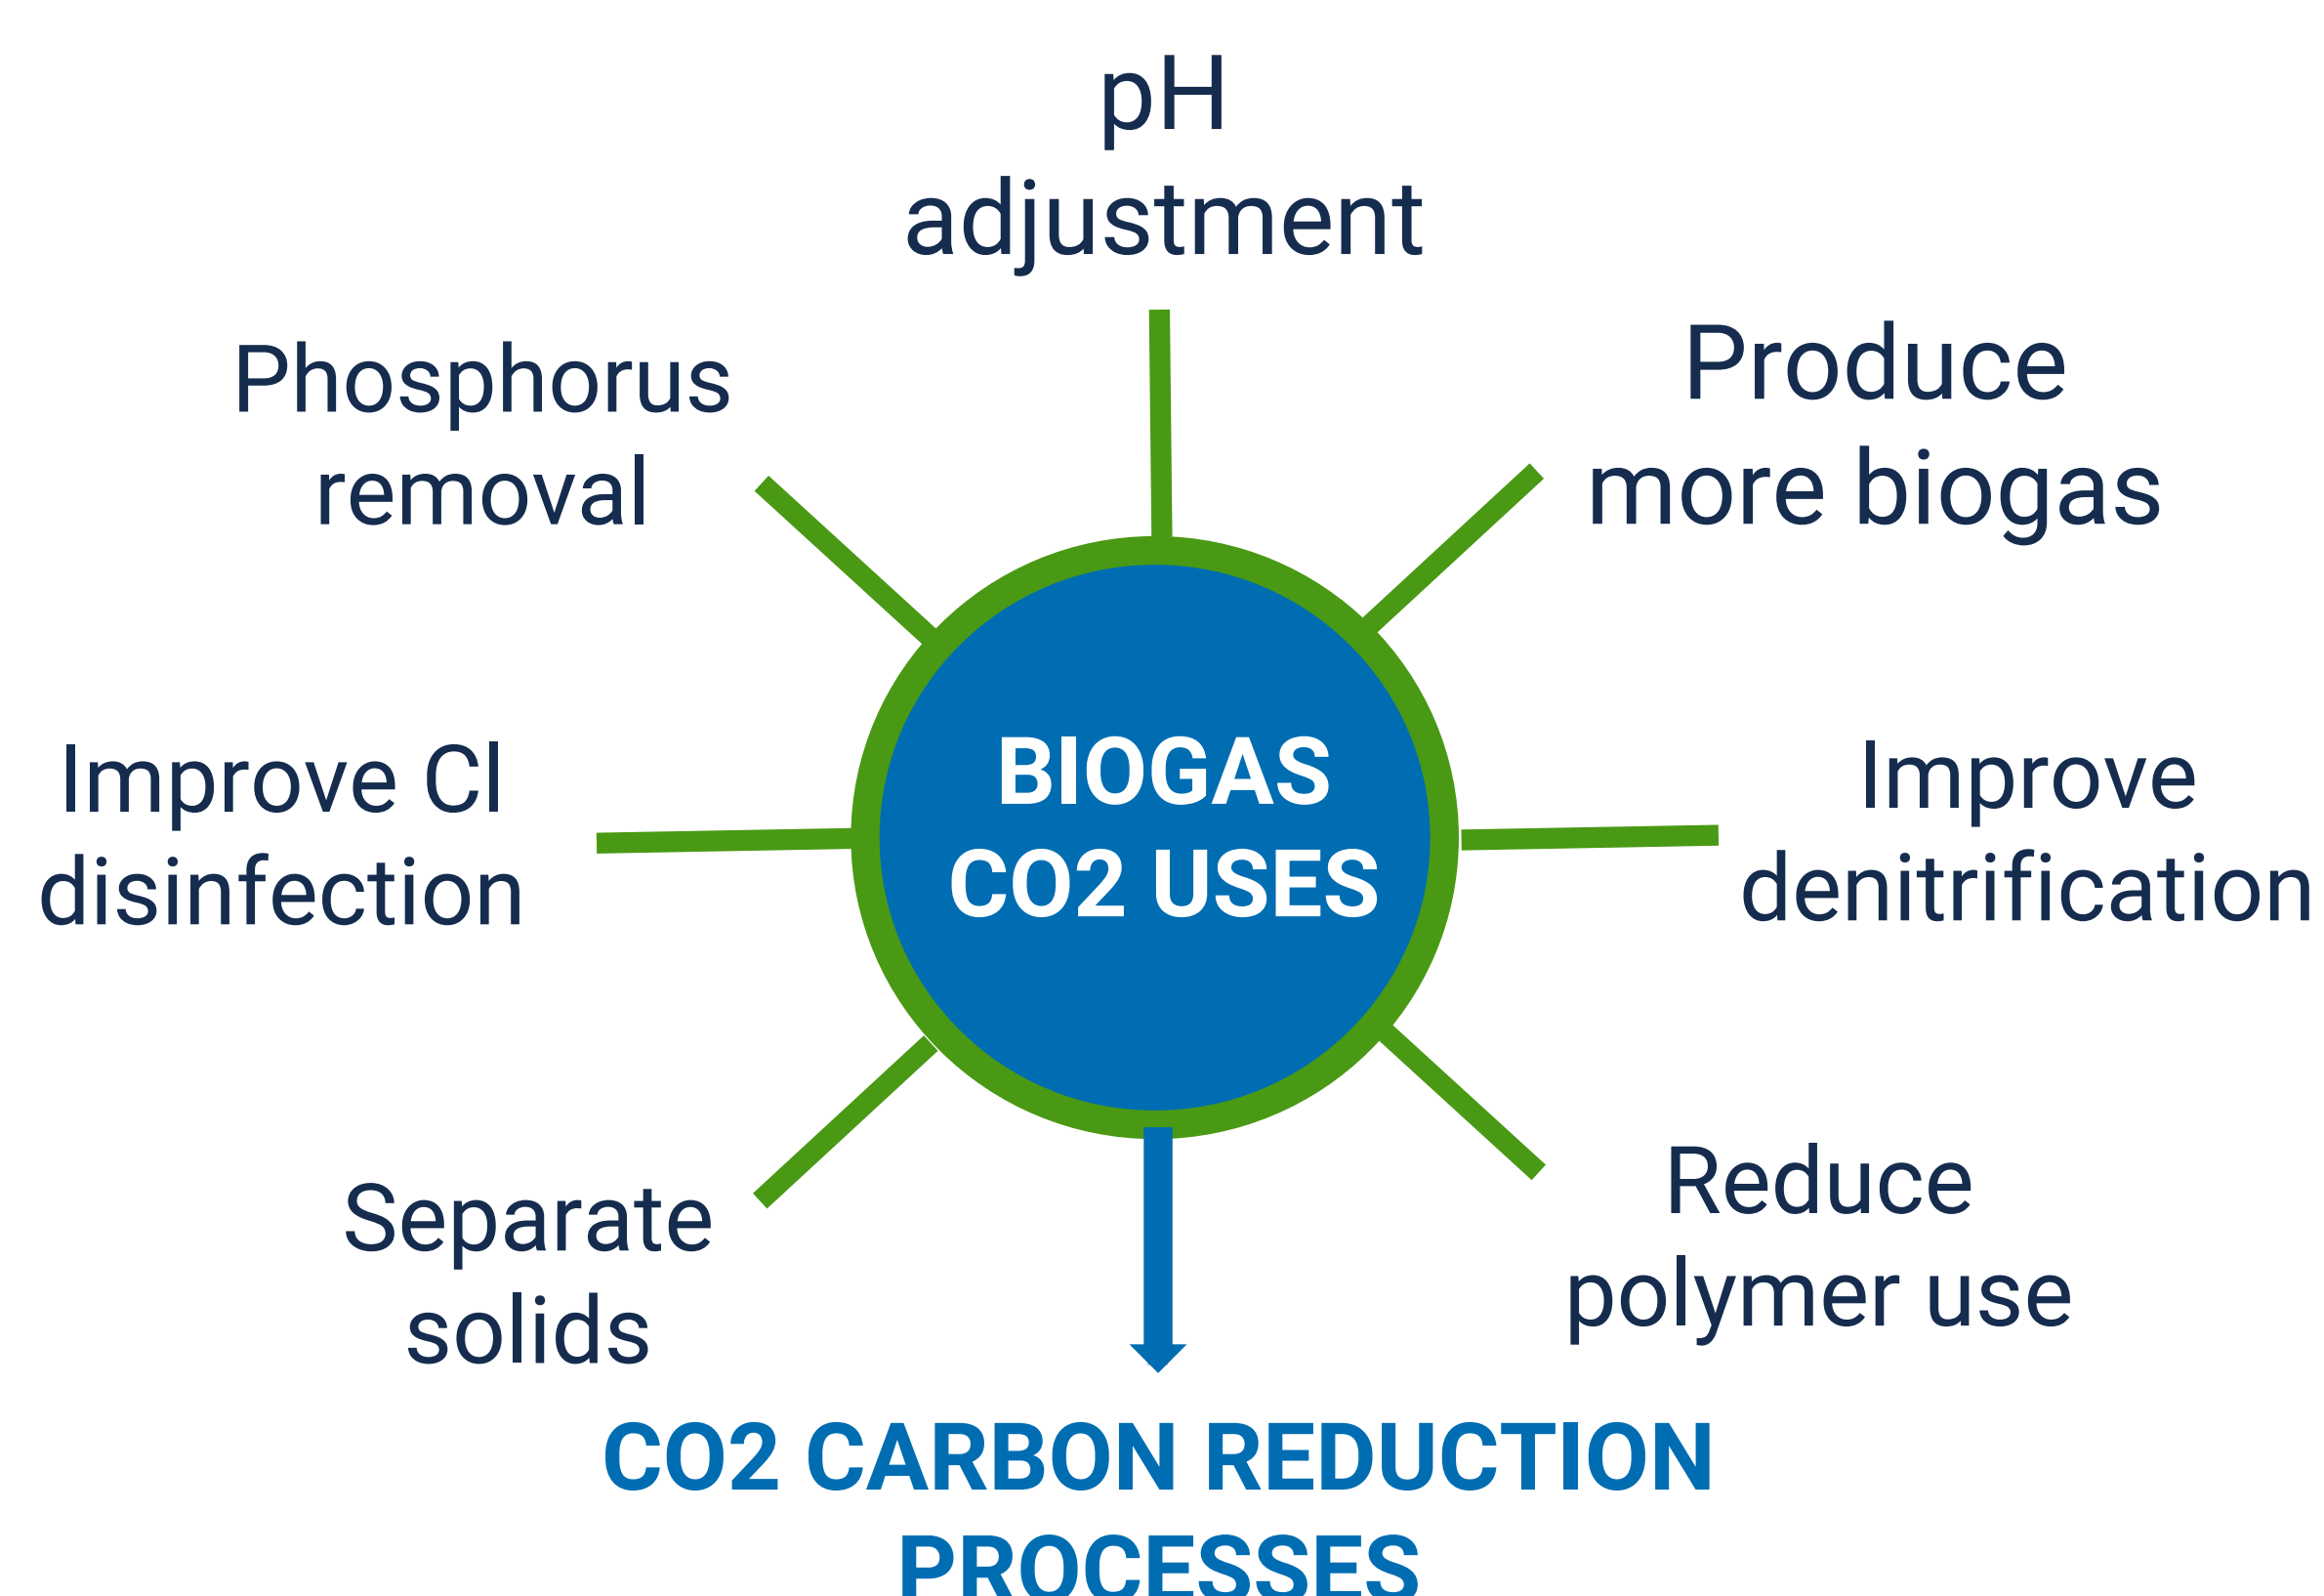 pH
adjustment
Phosphorus
removal
Produce
more biogas
Improve Cl
disinfection
BIOGAS
CO2 USES
Improve
denitrification
Separate
solids
Reduce
polymer use
CO2 CARBON REDUCTION
PROCESSES